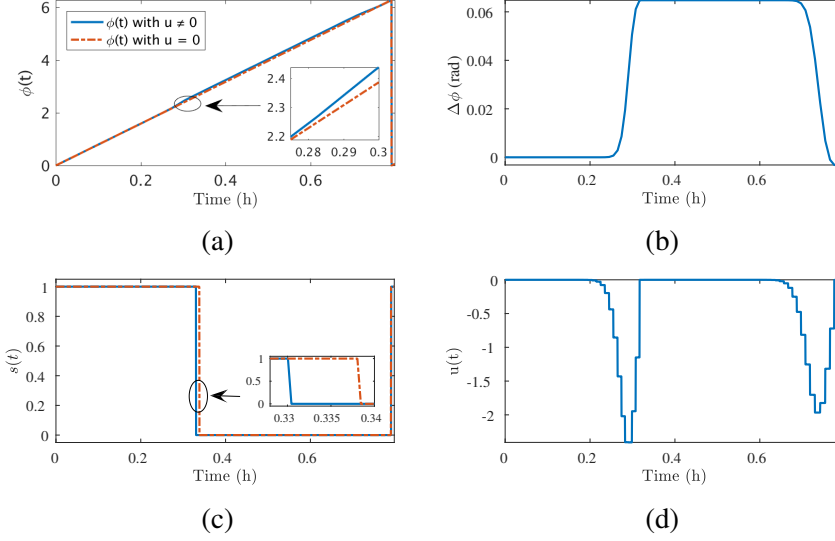 6
4
2
0
ϕ(t)
ϕ(t) with u ≠ 0
ϕ(t) with u = 0
2.4
2.3
2.2
0.28 0.29 0.3
0 0.2 0.4 0.6
Time (h)
(a)
0.06
0.04
0.02
0
Δϕ (rad)
0 0.2 0.4 0.6
Time (h)
(b)
1
0.8
0.6
0.4
0.2
0
s(t)
1
0.5
0
0.33 0.335 0.34
0 0.2 0.4 0.6
Time (h)
(c)
0
-0.5
-1
-1.5
-2
u(t)
0 0.2 0.4 0.6
Time (h)
(d)